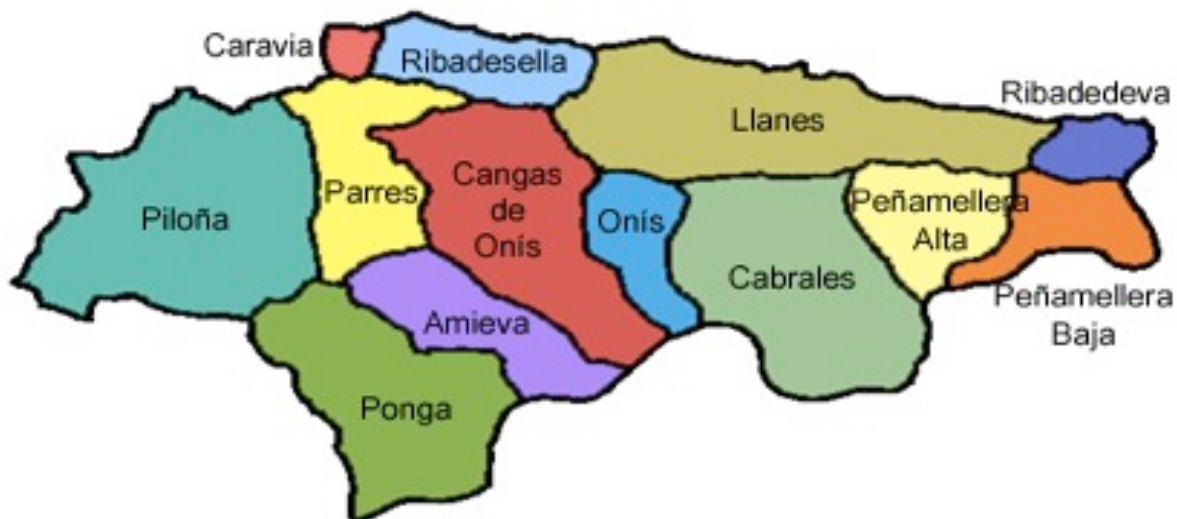 Caravia
Ribadesella
Ribadedeva
Llanes
Cangas
de
Onís
Parres
Onís
Peñamellera
Alta
Piloña
Cabrales
Peñamellera
Baja
Amieva
Ponga